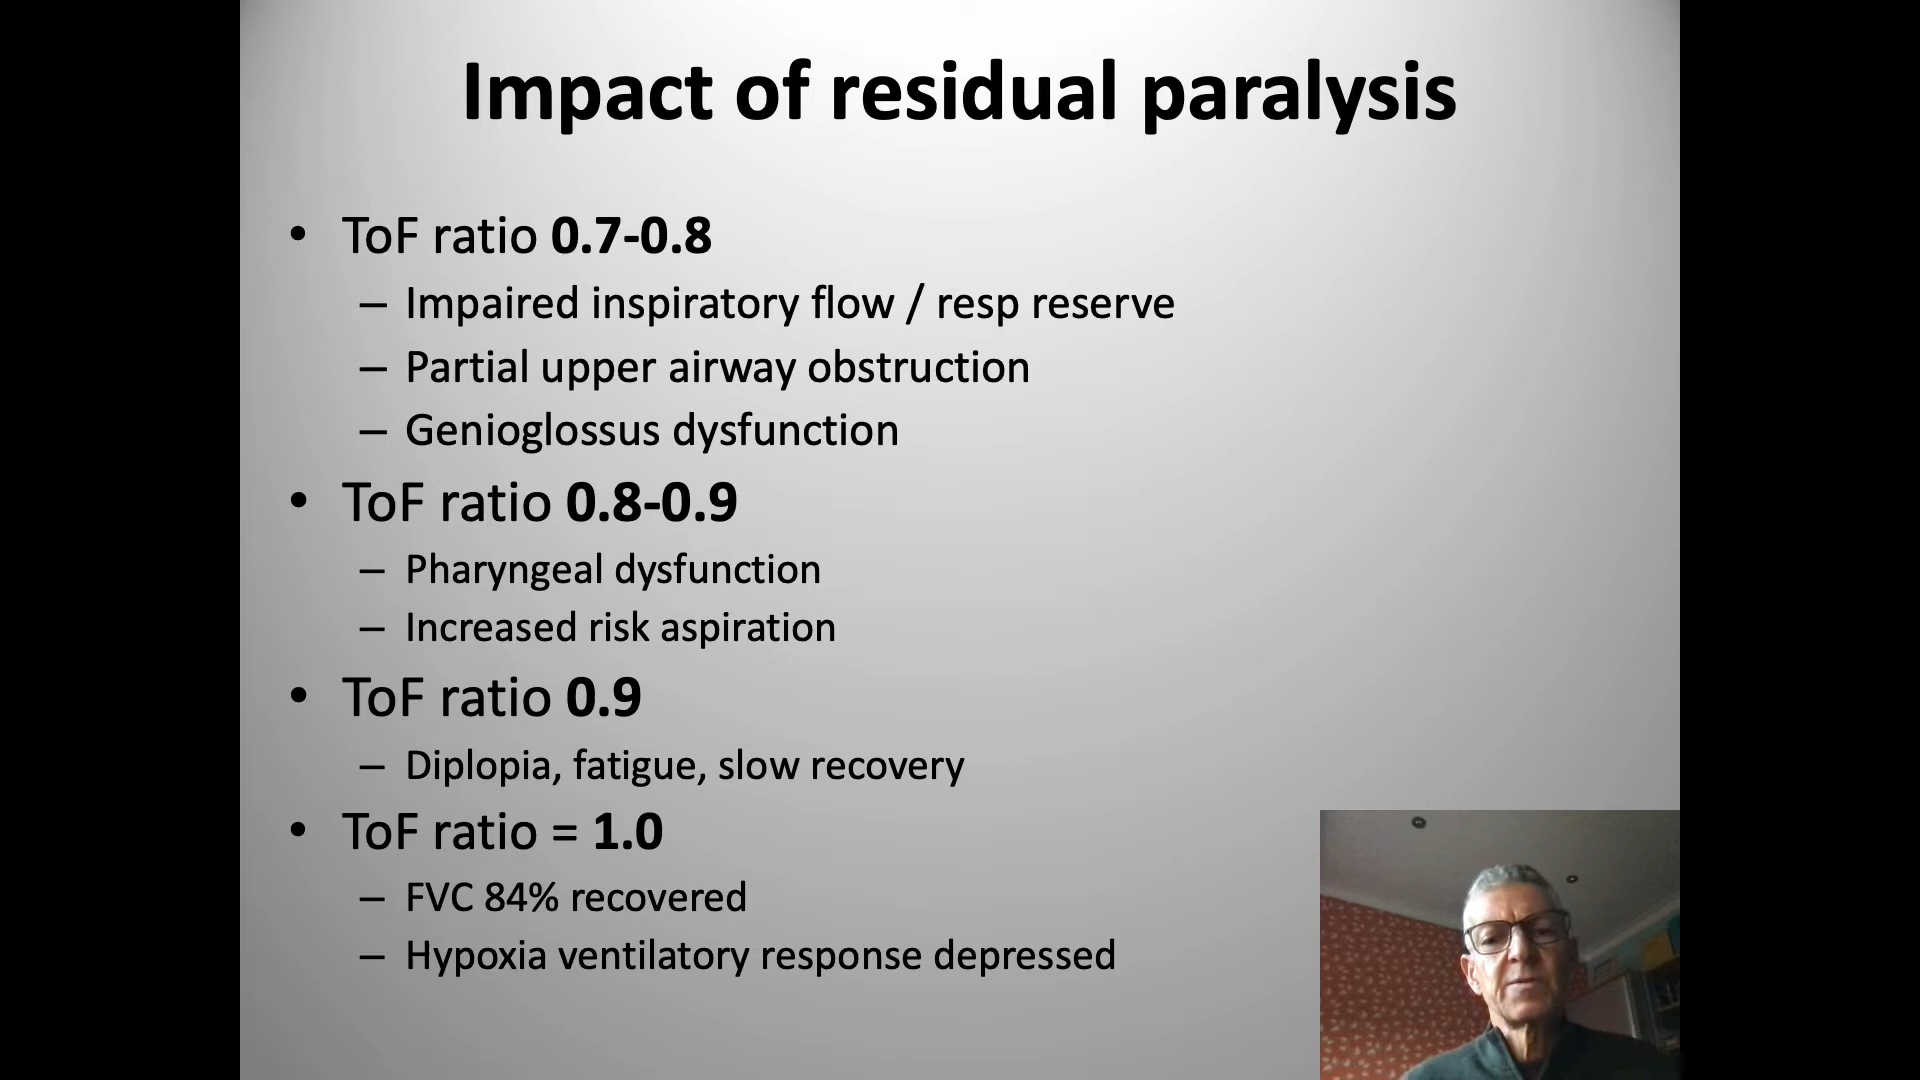 Impact of residual paralysis
• ToF ratio 0.7-0.8
– Impaired inspiratory flow / resp reserve
– Partial upper airway obstruction
– Genioglossus dysfunction
• ToF ratio 0.8-0.9
– Pharyngeal dysfunction
– Increased risk aspiration
• ToF ratio 0.9
– Diplopia, fatigue, slow recovery
• ToF ratio = 1.0
– FVC 84% recovered
– Hypoxia ventilatory response depressed